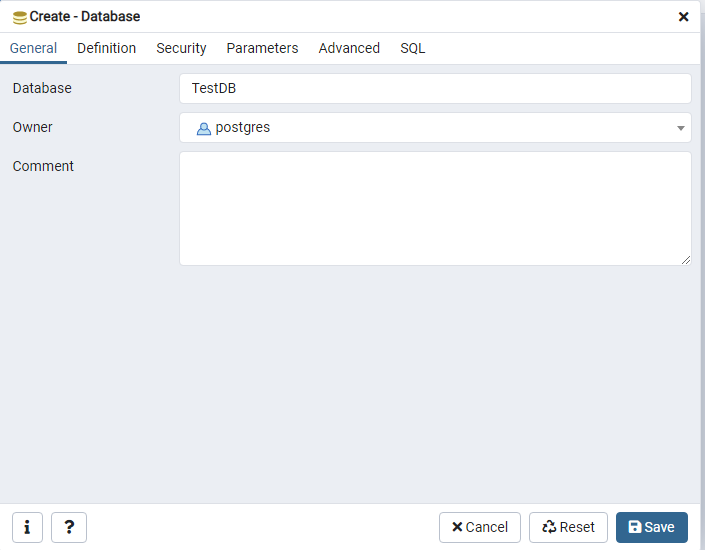 Create - Database
General Definition Security Parameters Advanced SQL
Database TestDB
Owner postgres
Comment
i ? Cancel Reset Save